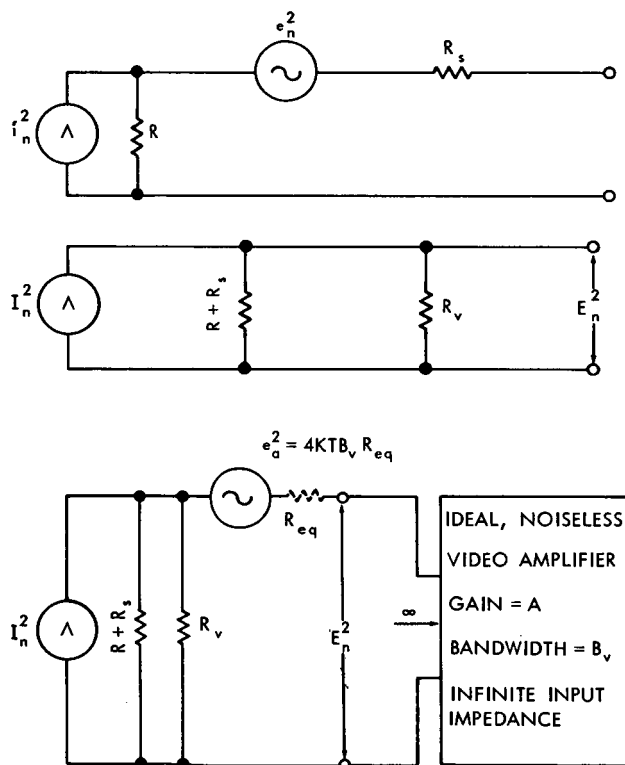 e_n^2
R_s
i_n^2
R
I_n^2
R + R_s
R_v
E_n^2
e_a^2 = 4KTB_v R_eq
R_eq
I_n^2
R + R_s
R_v
E_n^2
∞
IDEAL, NOISELESS
VIDEO AMPLIFIER
GAIN = A
BANDWIDTH = B_v
INFINITE INPUT
IMPEDANCE